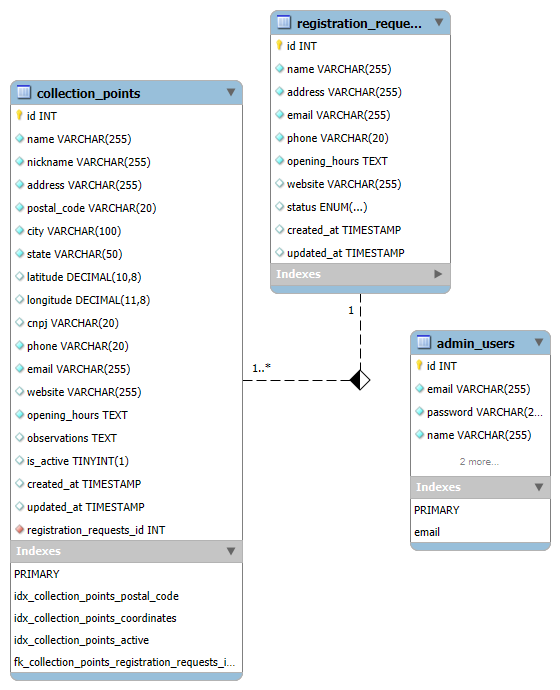 collection_points
id INT
name VARCHAR(255)
nickname VARCHAR(255)
address VARCHAR(255)
postal_code VARCHAR(20)
city VARCHAR(100)
state VARCHAR(50)
latitude DECIMAL(10,8)
longitude DECIMAL(11,8)
cnpj VARCHAR(20)
phone VARCHAR(20)
email VARCHAR(255)
website VARCHAR(255)
opening_hours TEXT
observations TEXT
is_active TINYINT(1)
created_at TIMESTAMP
updated_at TIMESTAMP
registration_requests_id INT
Indexes
PRIMARY
idx_collection_points_postal_code
idx_collection_points_coordinates
idx_collection_points_active
fk_collection_points_registration_requests_i...
registration_reque...
id INT
name VARCHAR(255)
address VARCHAR(255)
email VARCHAR(255)
phone VARCHAR(20)
opening_hours TEXT
website VARCHAR(255)
status ENUM(...)
created_at TIMESTAMP
updated_at TIMESTAMP
Indexes
1
1..*
admin_users
id INT
email VARCHAR(255)
password VARCHAR(2...
name VARCHAR(255)
2 more...
Indexes
PRIMARY
email